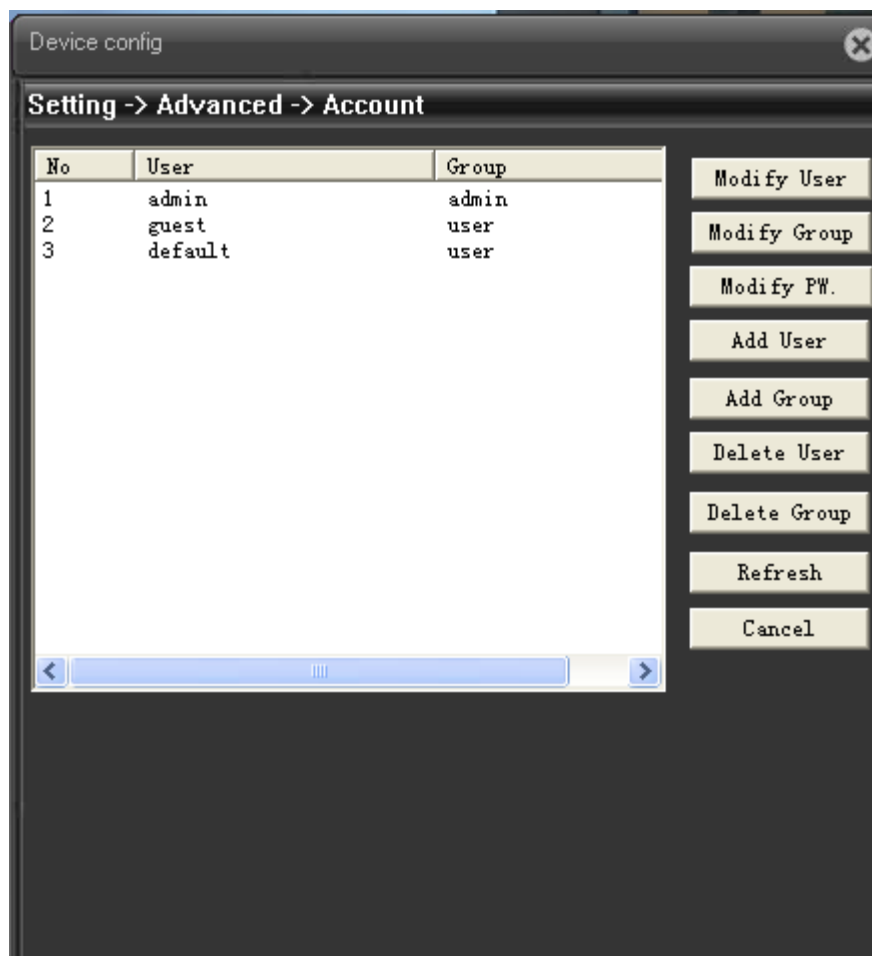 Device config
Setting -> Advanced -> Account
No User Group
1 admin admin
2 guest user
3 default user
Modify User
Modify Group
Modify PW.
Add User
Add Group
Delete User
Delete Group
Refresh
Cancel